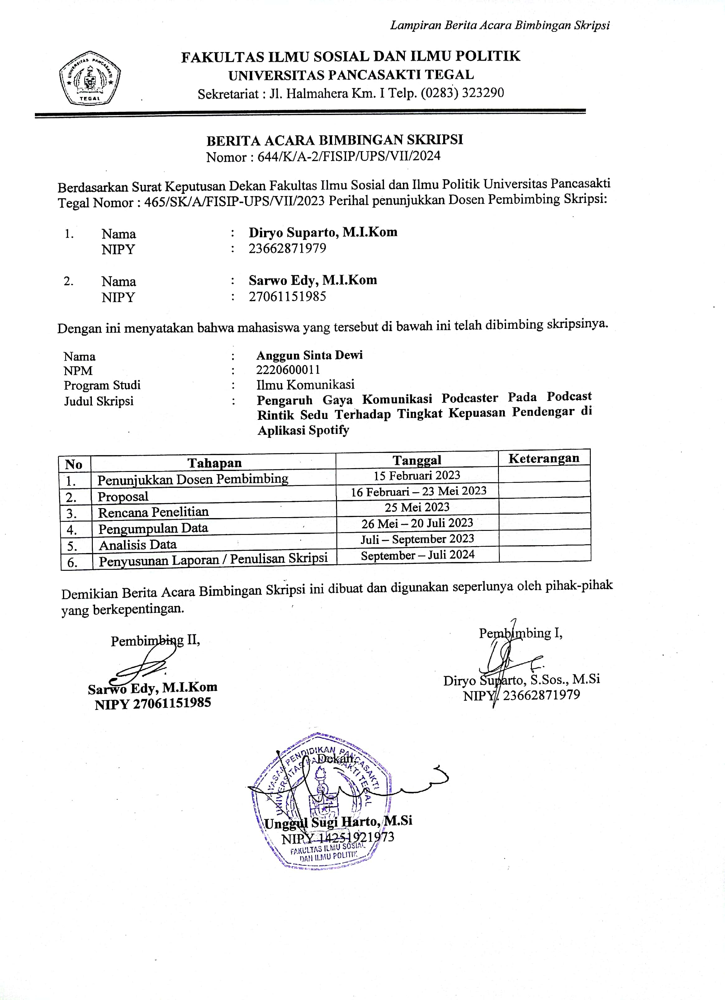 Lampiran Berita Acara Bimbingan Skripsi
UNIVERSITAS PANCASAKTI
TEGAL
FAKULTAS ILMU SOSIAL DAN ILMU POLITIK
UNIVERSITAS PANCASAKTI TEGAL
Sekretariat : Jl. Halmahera Km. I Telp. (0283) 323290
BERITA ACARA BIMBINGAN SKRIPSI
Nomor : 644/K/A-2/FISIP/UPS/VII/2024
Berdasarkan Surat Keputusan Dekan Fakultas Ilmu Sosial dan Ilmu Politik Universitas Pancasakti
Tegal Nomor : 465/SK/A/FISIP-UPS/VII/2023 Perihal penunjukkan Dosen Pembimbing Skripsi:
1. Nama : Diryo Suparto, M.I.Kom
NIPY : 23662871979
2. Nama : Sarwo Edy, M.I.Kom
NIPY : 27061151985
Dengan ini menyatakan bahwa mahasiswa yang tersebut di bawah ini telah dibimbing skripsinya.
Nama : Anggun Sinta Dewi
NPM : 2220600011
Program Studi : Ilmu Komunikasi
Judul Skripsi : Pengaruh Gaya Komunikasi Podcaster Pada Podcast
Rintik Sedu Terhadap Tingkat Kepuasan Pendengar di
Aplikasi Spotify
No Tahapan Tanggal Keterangan
1. Penunjukkan Dosen Pembimbing 15 Februari 2023
2. Proposal 16 Februari – 23 Mei 2023
3. Rencana Penelitian 25 Mei 2023
4. Pengumpulan Data 26 Mei – 20 Juli 2023
5. Analisis Data Juli – September 2023
6. Penyusunan Laporan / Penulisan Skripsi September – Juli 2024
Demikian Berita Acara Bimbingan Skripsi ini dibuat dan digunakan seperlunya oleh pihak-pihak
yang berkepentingan.
Pembimbing II,
Sarwo Edy, M.I.Kom
NIPY 27061151985
Pembimbing I,
Diryo Suparto, S.Sos., M.Si
NIPY. 23662871979
YAYASAN PENDIDIKAN PANCASAKTI
UNIVERSITAS PANCASAKTI TEGAL
Dekan,
Unggul Sugi Harto, M.Si
NIPY 14251921973
FAKULTAS ILMU SOSIAL
DAN ILMU POLITIK